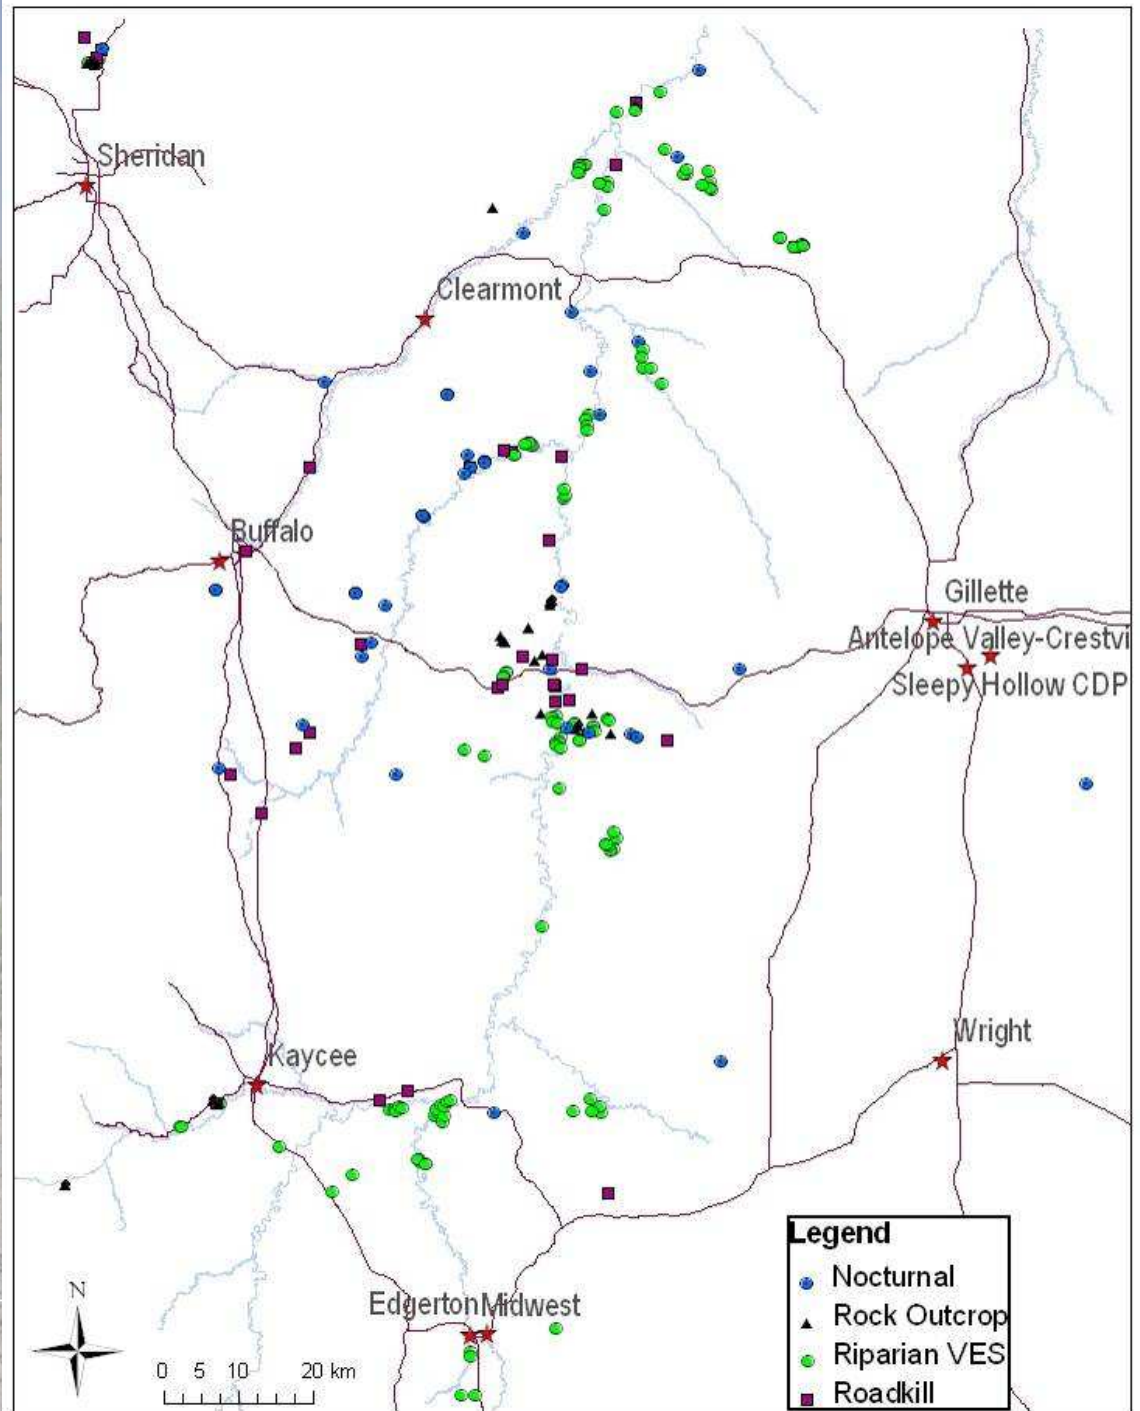 Sheridan
Clearmont
Buffalo
Gillette
Antelope Valley-Crestvi
Sleepy Hollow CDP
Wright
Kaycee
Edgerton Midwest
N
0 5 10 20 km
Legend
Nocturnal
Rock Outcrop
Riparian VES
Roadkill